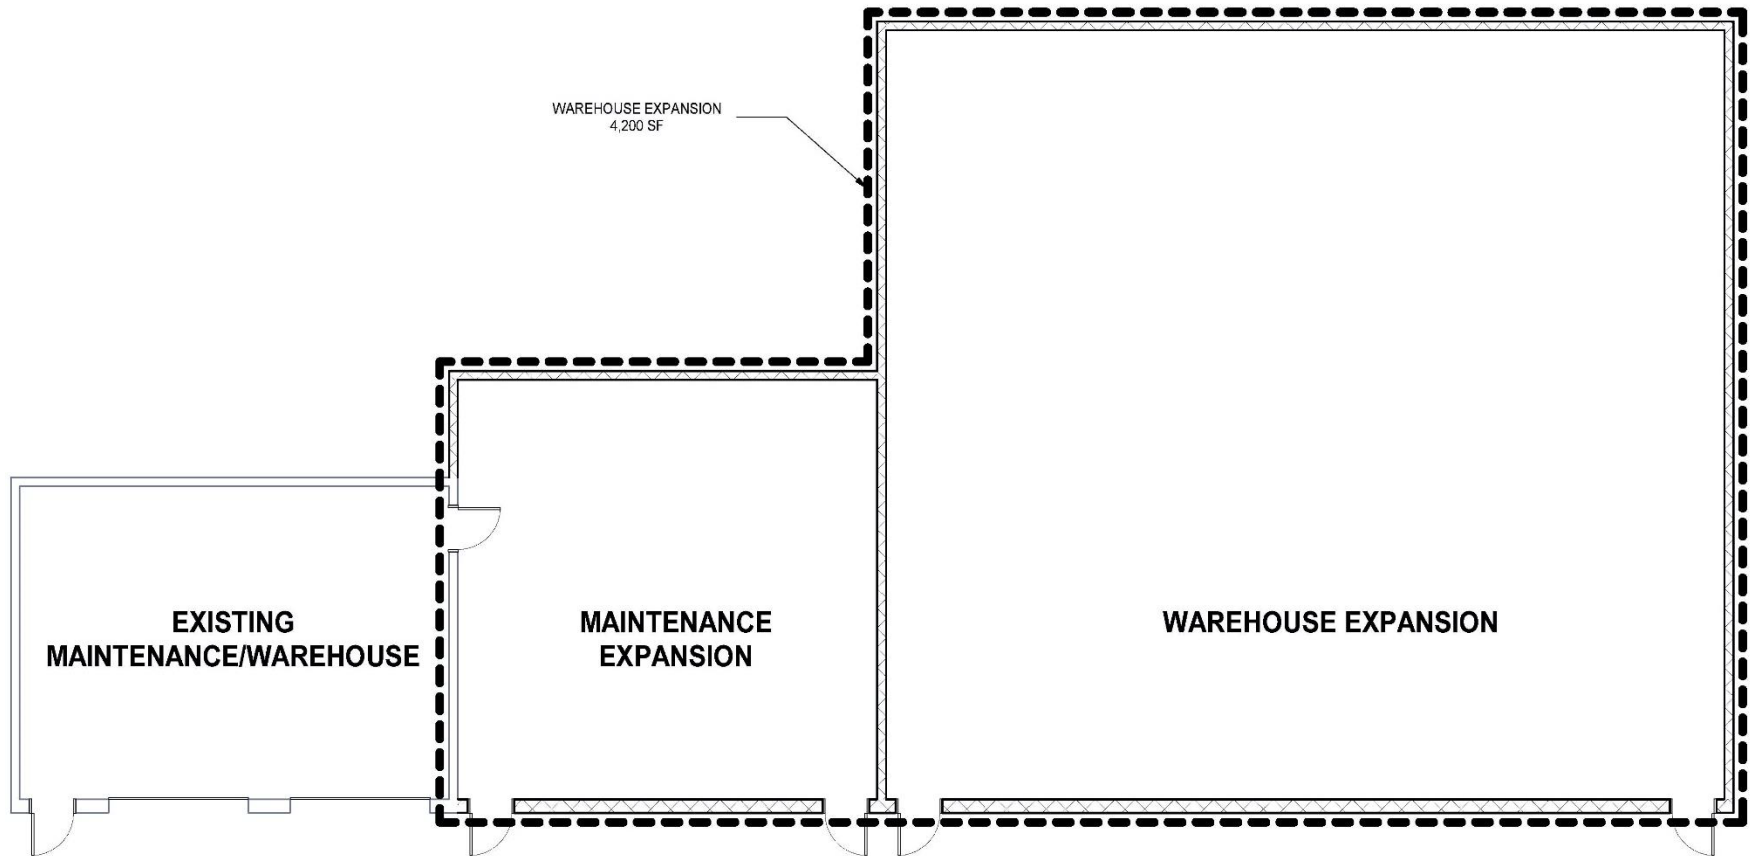 WAREHOUSE EXPANSION
4,200 SF
EXISTING
MAINTENANCE/WAREHOUSE
MAINTENANCE
EXPANSION
WAREHOUSE EXPANSION